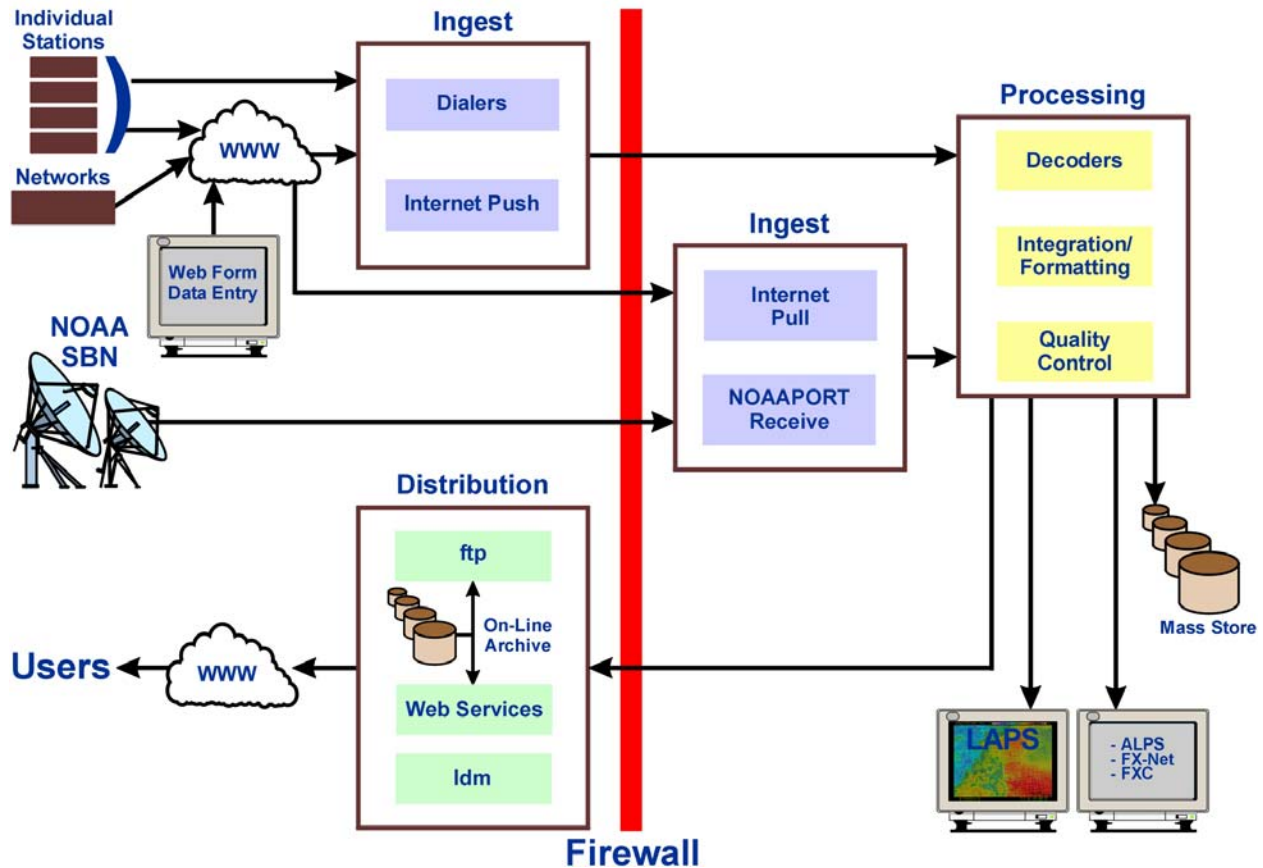 Individual
Stations
Networks
WWW
Web Form
Data Entry
NOAA
SBN
Ingest
Dialers
Internet Push
Ingest
Internet
Pull
NOAAPORT
Receive
Processing
Decoders
Integration/
Formatting
Quality
Control
Mass Store
LAPS
- ALPS
- FX-Net
- FXC
Distribution
ftp
On-Line
Archive
Web Services
ldm
WWW
Users
Firewall